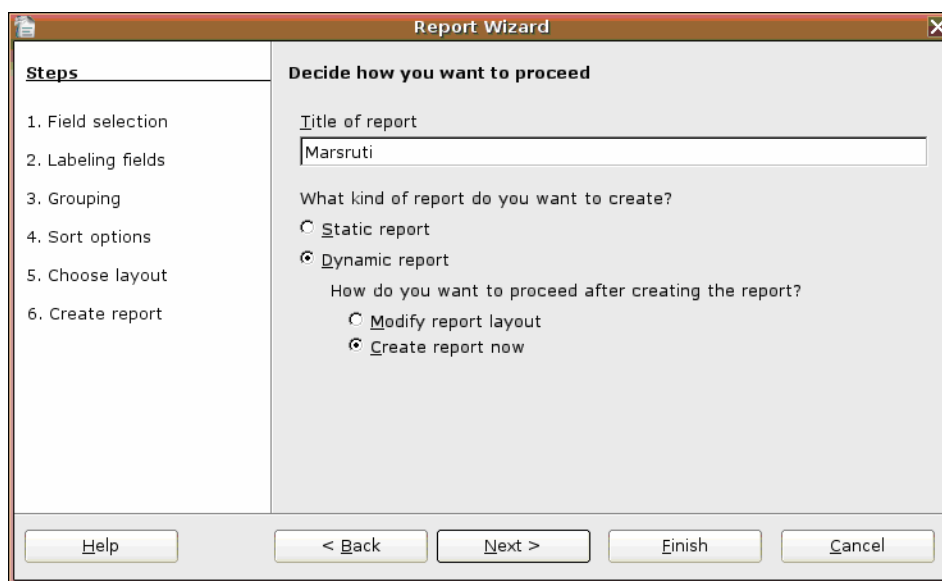 Report Wizard
Steps
1. Field selection
2. Labeling fields
3. Grouping
4. Sort options
5. Choose layout
6. Create report
Decide how you want to proceed
Title of report
Marsruti
What kind of report do you want to create?
Static report
Dynamic report
How do you want to proceed after creating the report?
Modify report layout
Create report now
Help
< Back
Next >
Finish
Cancel